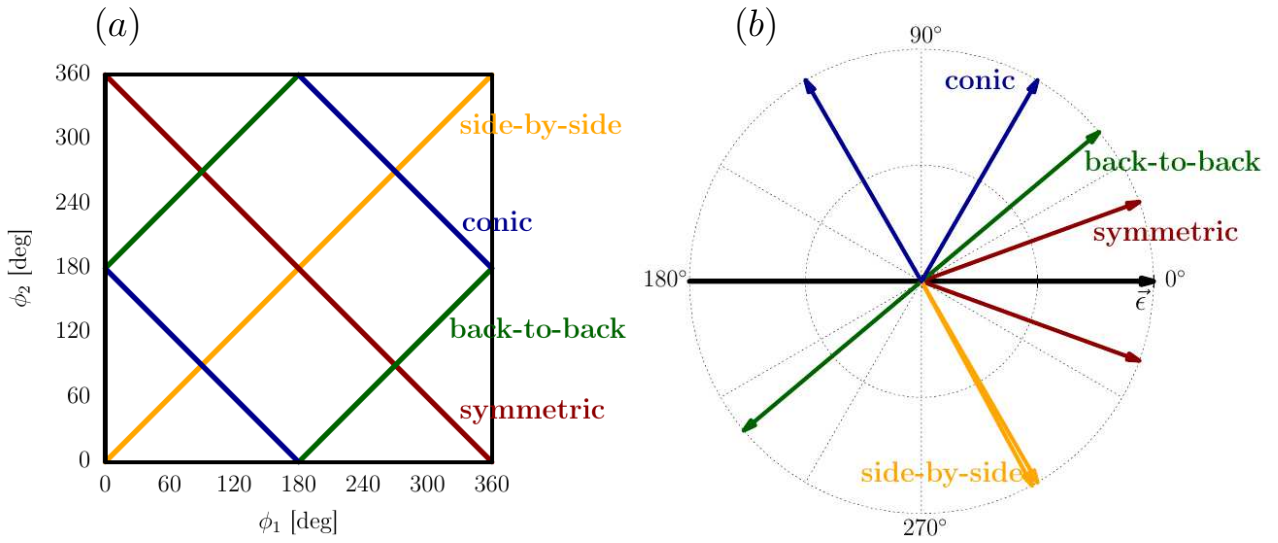 (a)
360
300
240
180
120
60
0
0 60 120 180 240 300 360
ϕ₂ [deg]
ϕ₁ [deg]
side-by-side
conic
back-to-back
symmetric
(b)
90°
conic
back-to-back
symmetric
180°
0°
ϵ⃗
side-by-side
270°